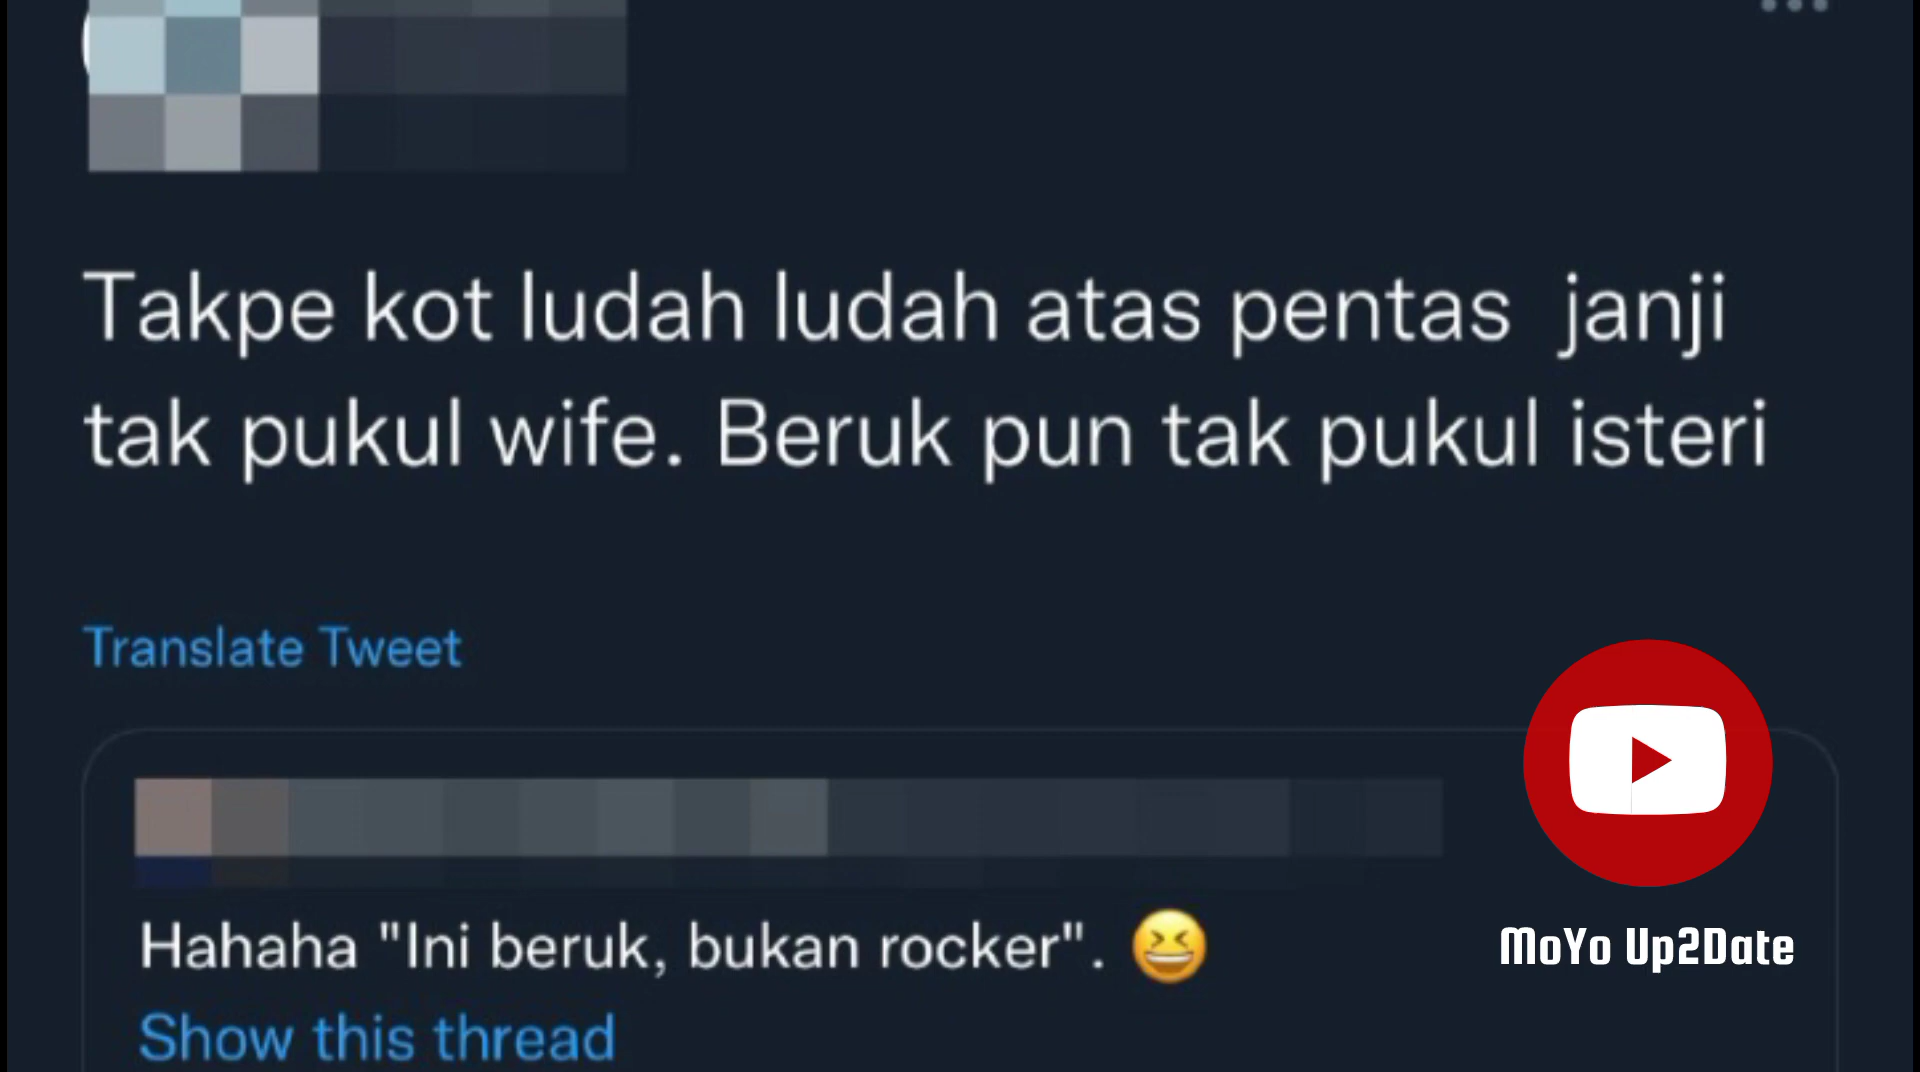 Takpe kot ludah ludah atas pentas janji
tak pukul wife. Beruk pun tak pukul isteri
Translate Tweet
Hahaha "Ini beruk, bukan rocker". 😆
Show this thread
MoYo Up2Date